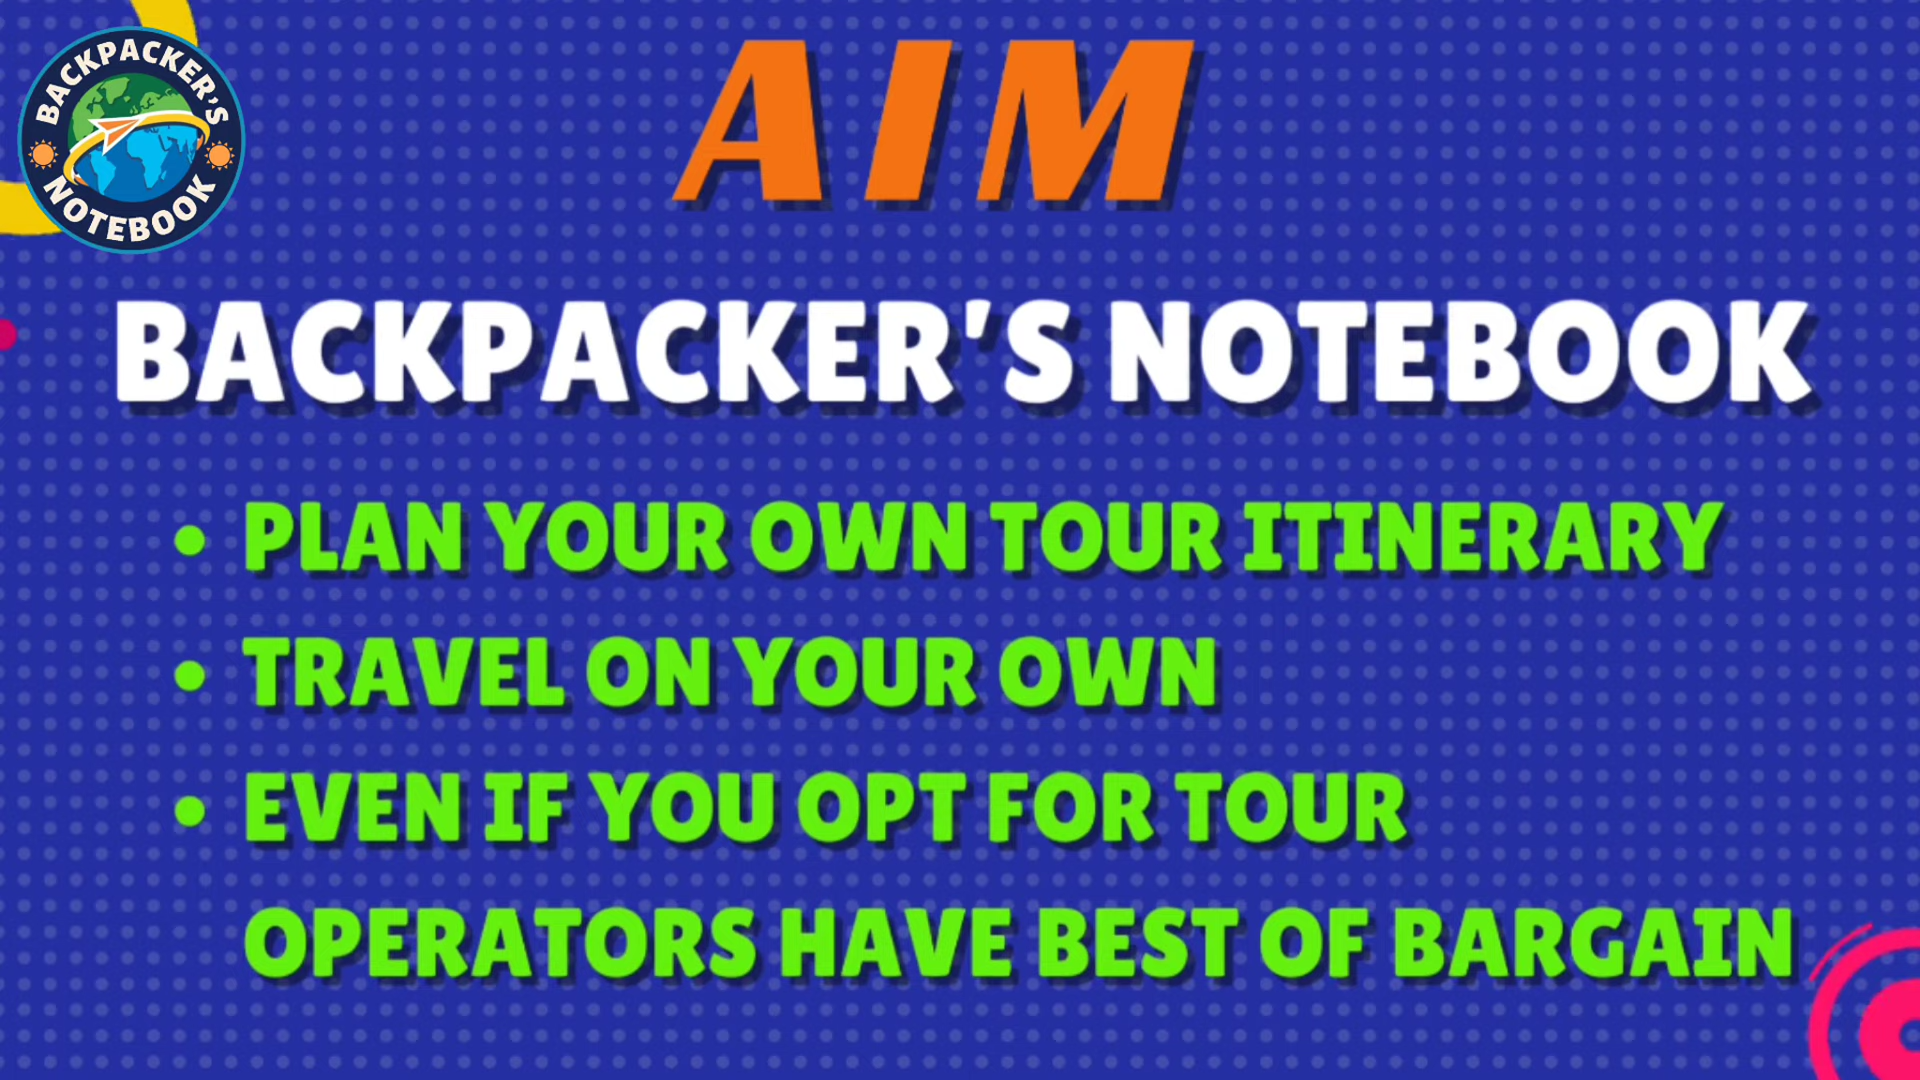 BACKPACKER'S
NOTEBOOK
AIM
BACKPACKER'S NOTEBOOK
• PLAN YOUR OWN TOUR ITINERARY
• TRAVEL ON YOUR OWN
• EVEN IF YOU OPT FOR TOUR
OPERATORS HAVE BEST OF BARGAIN